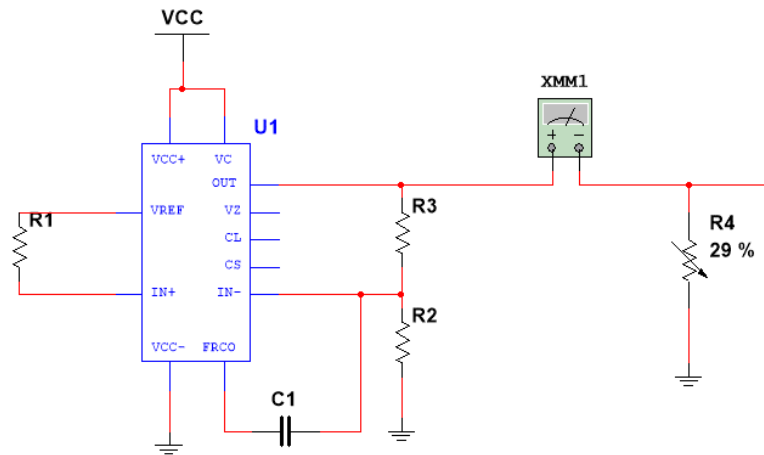 VCC
XMM1
U1
VCC+ VC
OUT
+ −
R1
VREF
VZ
R3
R4
CL
29 %
CS
IN+
IN-
R2
VCC- FRCO
C1